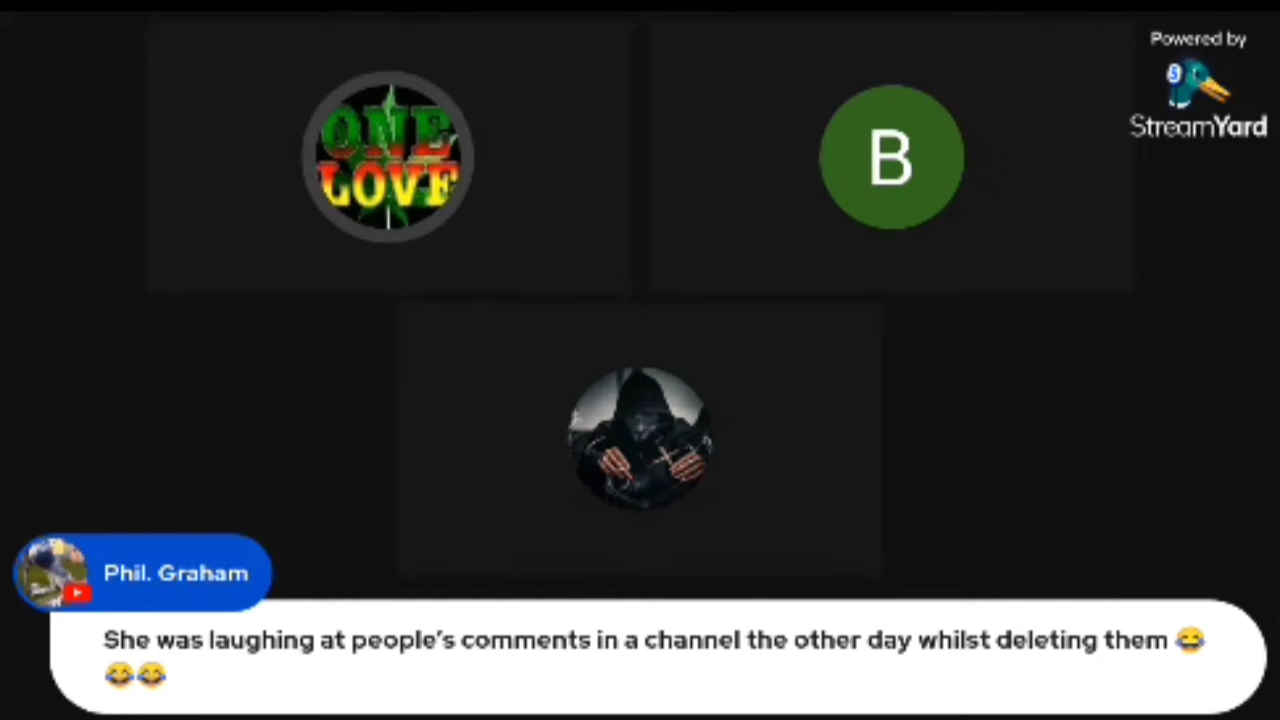 Powered by
StreamYard
ONE
LOVE
B
Phil. Graham
She was laughing at people's comments in a channel the other day whilst deleting them 😂
😂😂